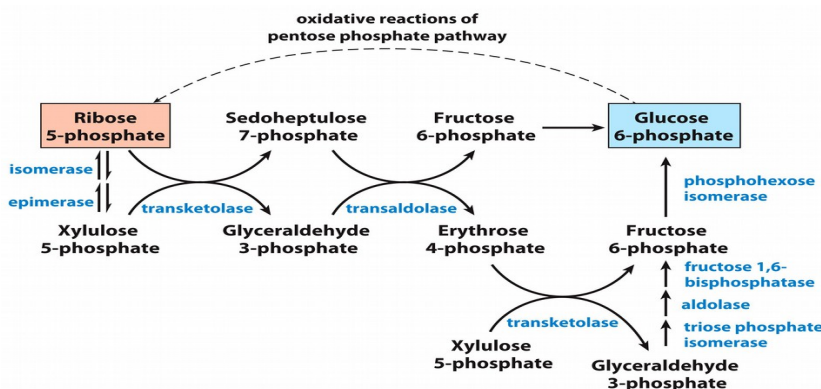 oxidative reactions of
pentose phosphate pathway
Ribose
5-phosphate
Sedoheptulose
7-phosphate
Fructose
6-phosphate
Glucose
6-phosphate
isomerase
epimerase
transketolase
transaldolase
phosphohexose
isomerase
Xylulose
5-phosphate
Glyceraldehyde
3-phosphate
Erythrose
4-phosphate
Fructose
6-phosphate
fructose 1,6-
bisphosphatase
aldolase
triose phosphate
isomerase
transketolase
Xylulose
5-phosphate
Glyceraldehyde
3-phosphate